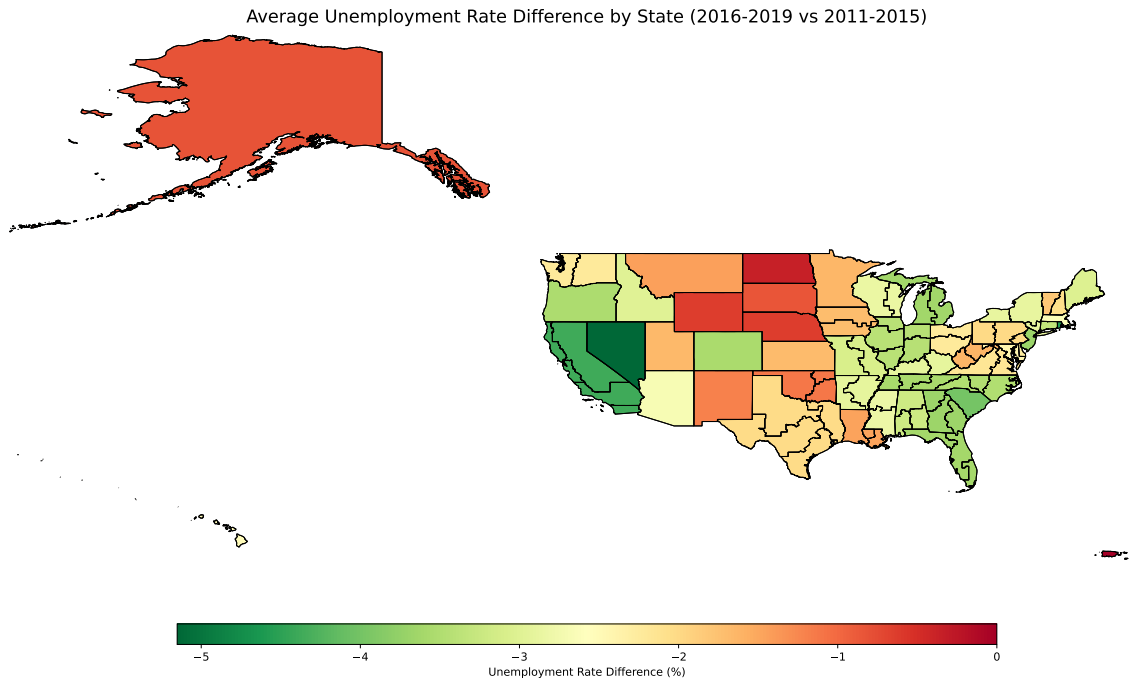 Average Unemployment Rate Difference by State (2016-2019 vs 2011-2015)
−5 −4 −3 −2 −1 0
Unemployment Rate Difference (%)